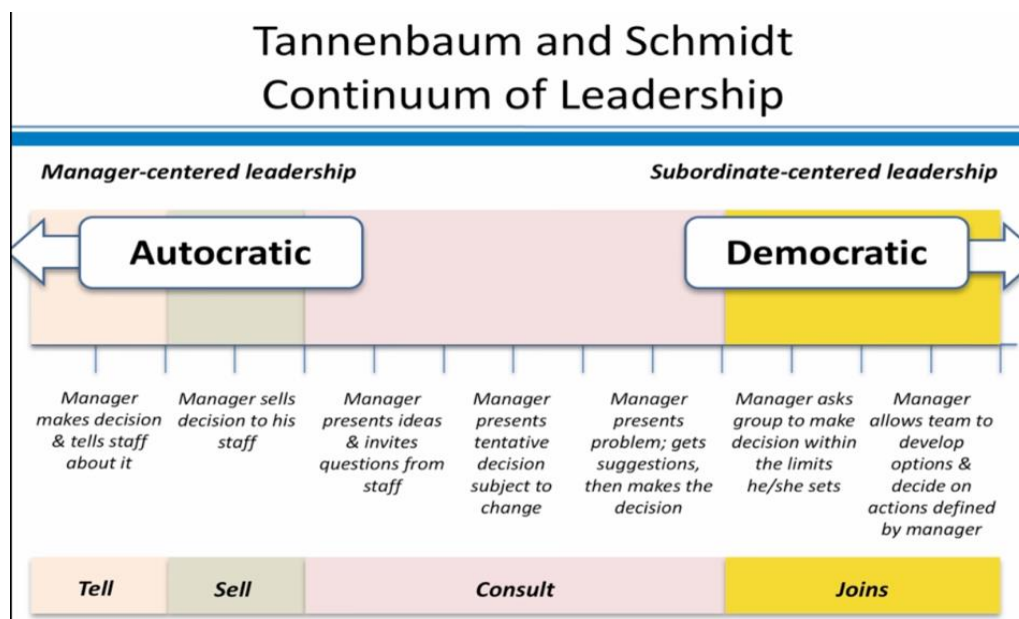 Tannenbaum and Schmidt
Continuum of Leadership
Manager-centered leadership
Subordinate-centered leadership
Autocratic
Democratic
Manager
makes decision
& tells staff
about it
Manager sells
decision to his
staff
Manager
presents ideas
& invites
questions from
staff
Manager
presents
tentative
decision
subject to
change
Manager
presents
problem; gets
suggestions,
then makes the
decision
Manager asks
group to make
decision within
the limits
he/she sets
Manager
allows team to
develop
options &
decide on
actions defined
by manager
Tell
Sell
Consult
Joins